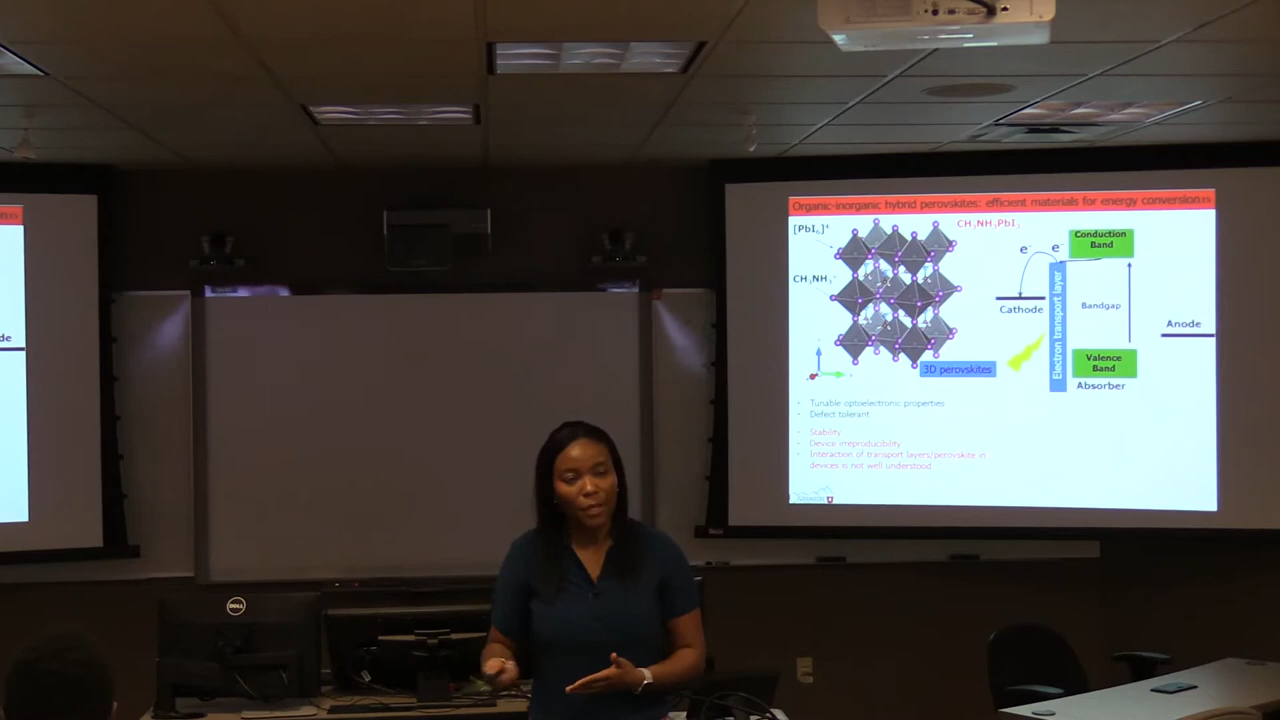 Organic-inorganic hybrid perovskites: efficient materials for energy conversion
[PbI6]4
CH3NH3PbI3
Conduction
Band
e-
e-
CH3NH3+
Electron transport layer
Bandgap
Cathode
Anode
Valence
Band
3D perovskites
Absorber
Tunable optoelectronic properties
Defect tolerant
Stability
Device irreproducibility
Interaction of transport layers/perovskite in
devices is not well understood
U
de
DELL